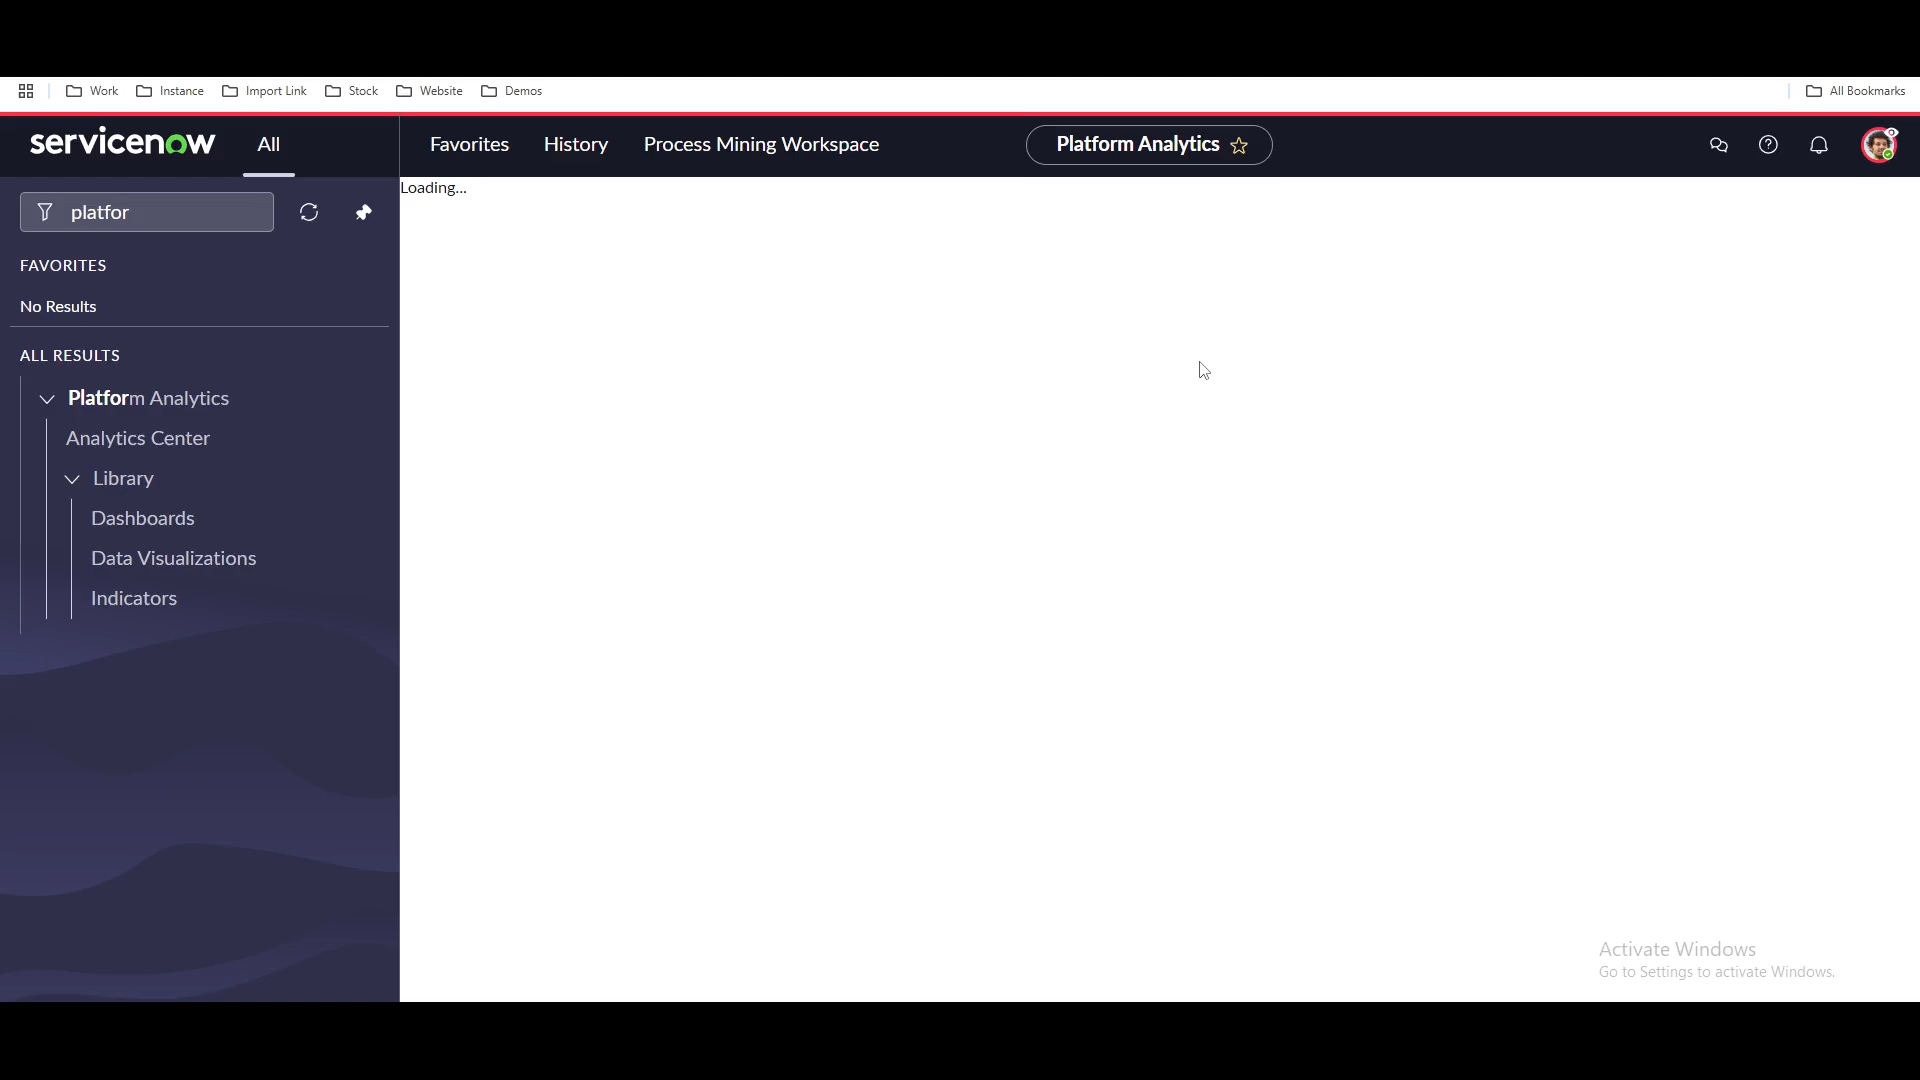 Work Instance Import Link Stock Website Demos All Bookmarks
servicenow All Favorites History Process Mining Workspace Platform Analytics
platfor
Loading...
FAVORITES
No Results
ALL RESULTS
Platform Analytics
Analytics Center
Library
Dashboards
Data Visualizations
Indicators
Activate Windows
Go to Settings to activate Windows.